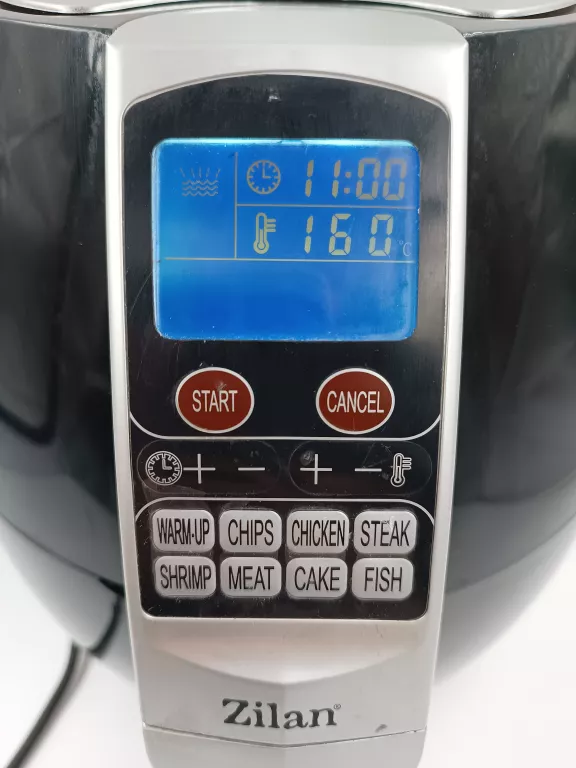 11:00
160 °C
START CANCEL
+ - + -
WARM-UP CHIPS CHICKEN STEAK
SHRIMP MEAT CAKE FISH
Zilan®